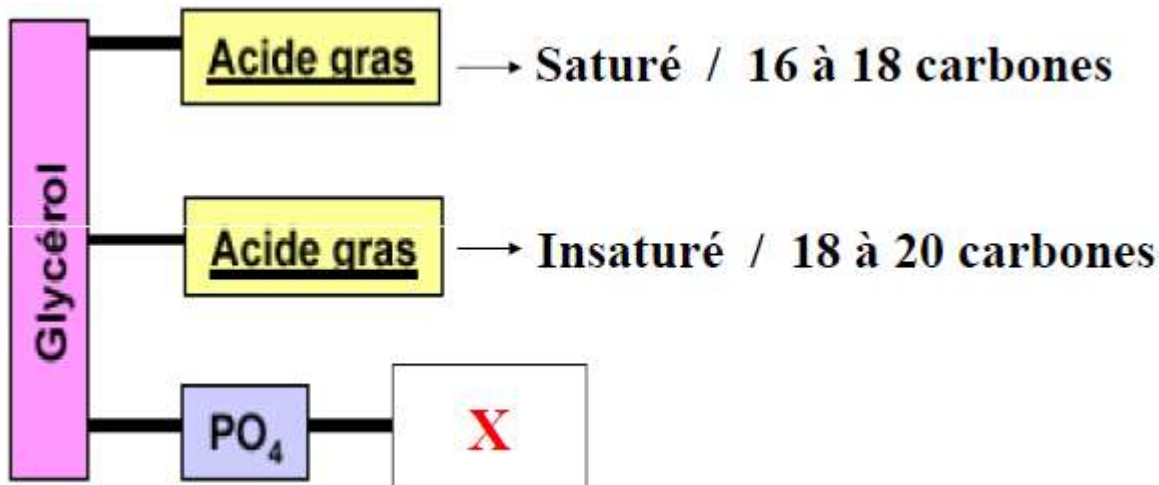 Glycérol
Acide gras → Saturé / 16 à 18 carbones
Acide gras → Insaturé / 18 à 20 carbones
PO₄
X